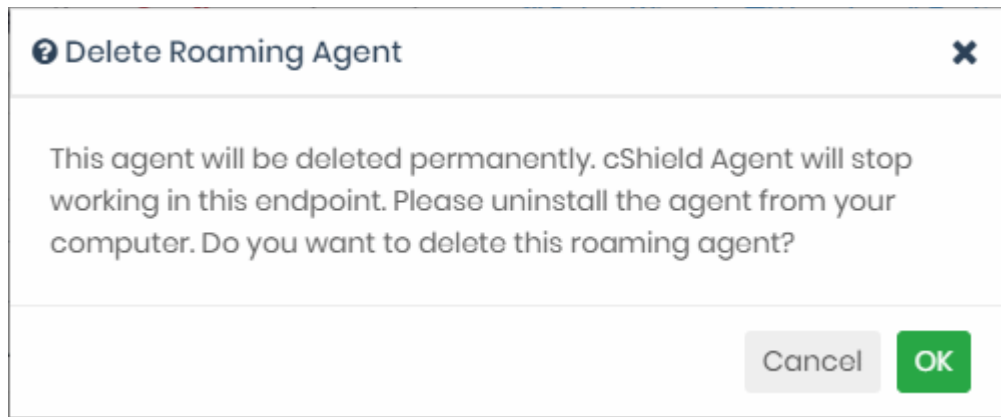 Delete Roaming Agent
This agent will be deleted permanently. cShield Agent will stop
working in this endpoint. Please uninstall the agent from your
computer. Do you want to delete this roaming agent?
Cancel OK